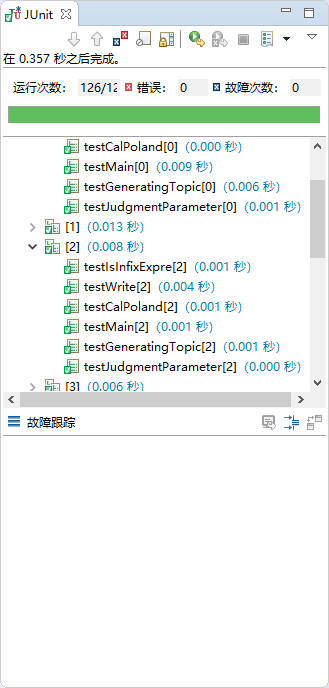 JUnit
在 0.357 秒之后完成。
运行次数： 126/12 错误： 0 故障次数： 0
testCalPoland[0] (0.000 秒)
testMain[0] (0.009 秒)
testGeneratingTopic[0] (0.006 秒)
testJudgmentParameter[0] (0.001 秒)
[1] (0.013 秒)
[2] (0.008 秒)
testIsInfixExpre[2] (0.001 秒)
testWrite[2] (0.004 秒)
testCalPoland[2] (0.001 秒)
testMain[2] (0.001 秒)
testGeneratingTopic[2] (0.001 秒)
testJudgmentParameter[2] (0.000 秒)
[3] (0.006 秒)
故障跟踪